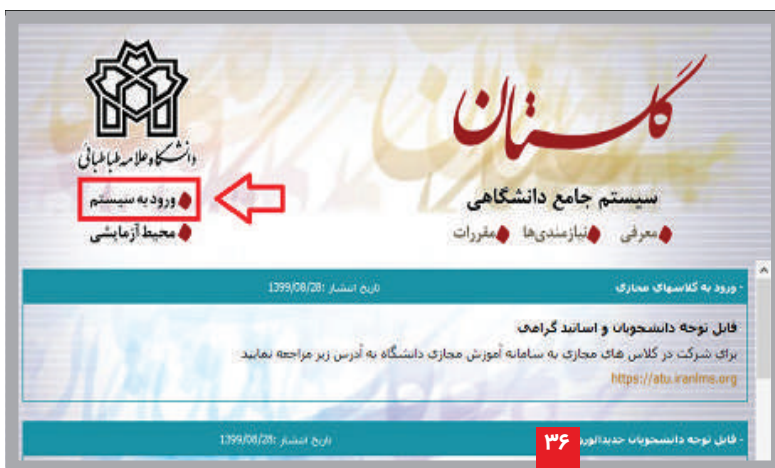 گلستان
دانشگاه علامه طباطبائی
سیستم جامع دانشگاهی
ورود به سیستم
معرفی نیازمندی‌ها مقررات
محیط آزمایشی
- ورود به کلاسهای مجازی تاریخ انتشار :1399/08/28
قابل توجه دانشجویان و اساتید گرامی
برای شرکت در کلاس های مجازی به سامانه آموزش مجازی دانشگاه به آدرس زیر مراجعه نمایید
https://atu.iranlms.org
- قابل توجه دانشجویان جدیدالورو تاریخ انتشار :1399/08/28
۳۶